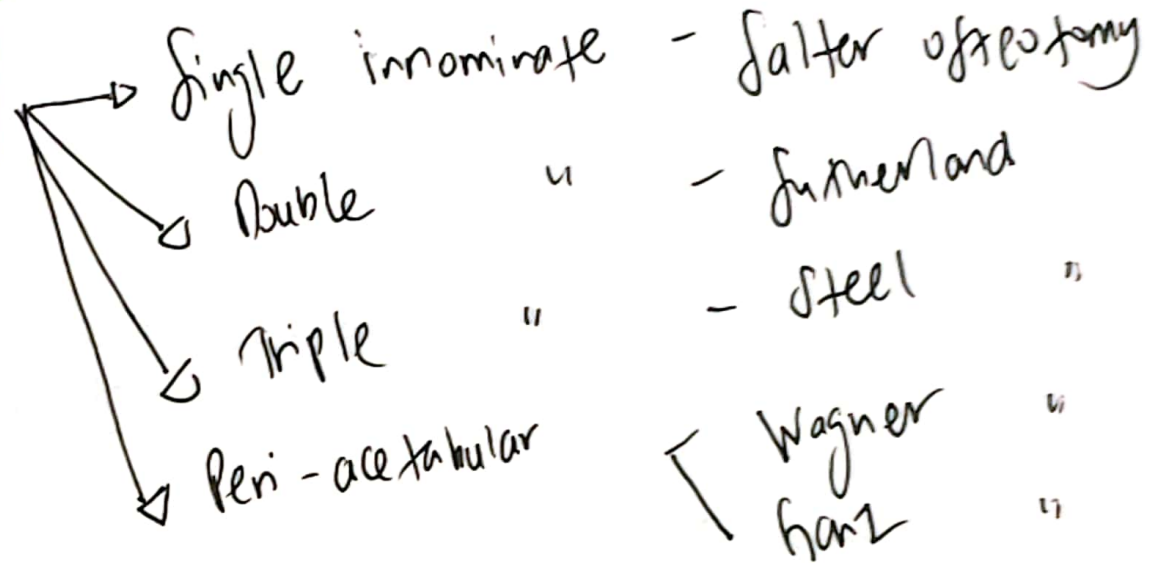 Single innominate - Salter osteotomy
Double " - Sutherland
Triple " - Steel "
Peri-acetabular Wagner "
Ganz "